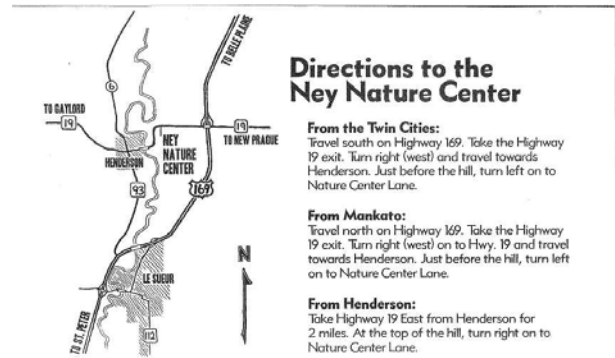 TO BELLE PLAINE
6
TO GAYLORD
19
19
TO NEW PRAGUE
HENDERSON
NEY
NATURE
CENTER
93
169
N
LE SUEUR
TO ST. PETER
Directions to the
Ney Nature Center
From the Twin Cities:
Travel south on Highway 169. Take the Highway
19 exit. Turn right (west) and travel towards
Henderson. Just before the hill, turn left on to
Nature Center Lane.
From Mankato:
Travel north on Highway 169. Take the Highway
19 exit. Turn right (west) on to Hwy. 19 and travel
towards Henderson. Just before the hill, turn left
on to Nature Center Lane.
From Henderson:
Take Highway 19 East from Henderson for
2 miles. At the top of the hill, turn right on to
Nature Center Lane.